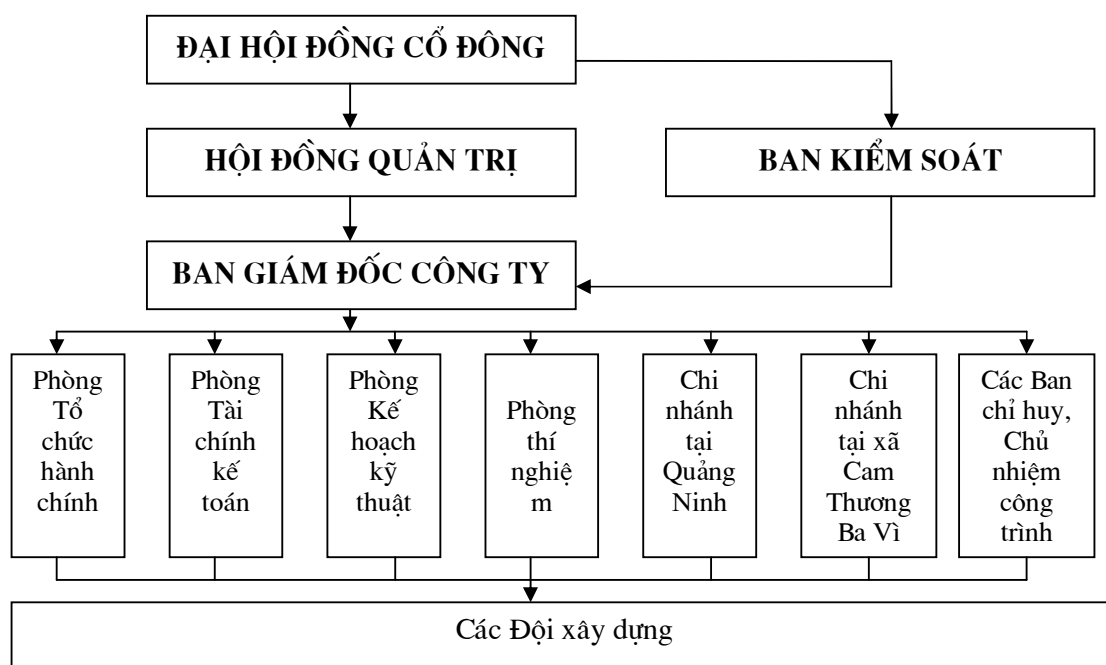 ĐẠI HỘI ĐỒNG CỔ ĐÔNG
HỘI ĐỒNG QUẢN TRỊ
BAN KIỂM SOÁT
BAN GIÁM ĐỐC CÔNG TY
Phòng
Tổ
chức
hành
chính
Phòng
Tài
chính
kế
toán
Phòng
Kế
hoạch
kỹ
thuật
Phòng
thí
nghiệ
m
Chi
nhánh
tại
Quảng
Ninh
Chi
nhánh
tại xã
Cam
Thương
Ba Vì
Các Ban
chỉ huy,
Chủ
nhiệm
công
trình
Các Đội xây dựng